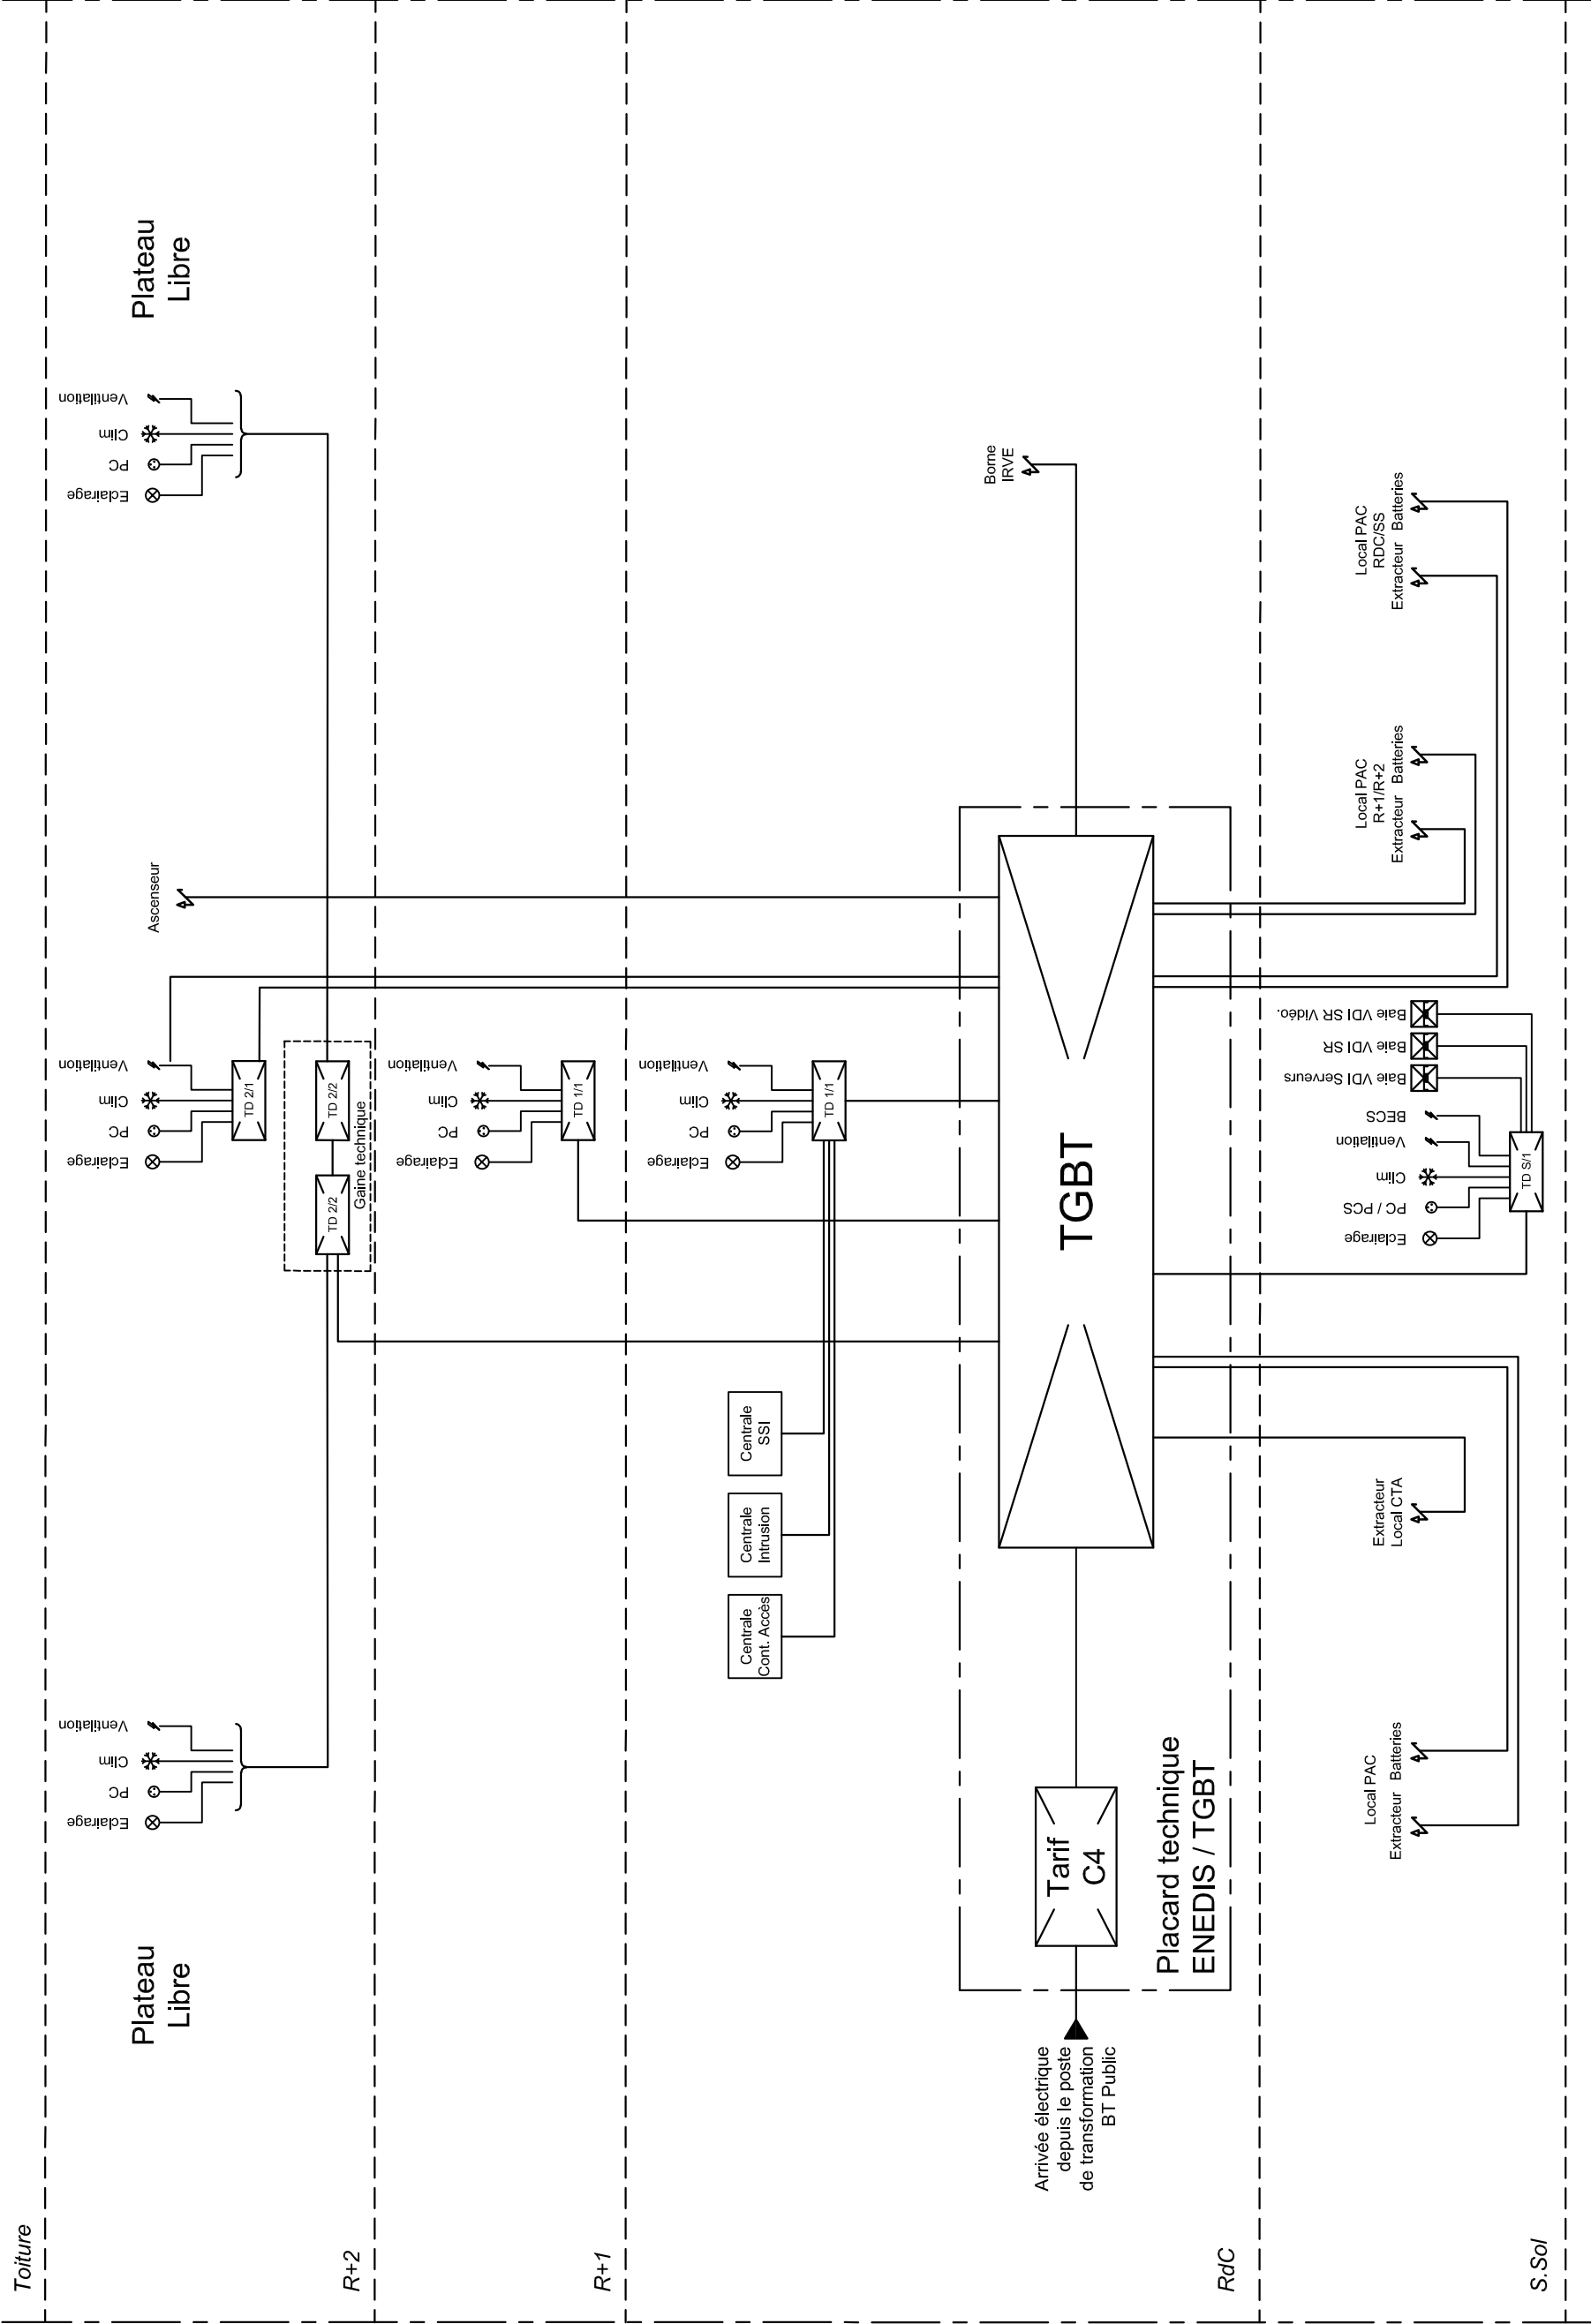 Toiture
Plateau
Libre
Eclairage
PC
Clim
Ventilation
Eclairage
PC
Clim
Ventilation
TD 2/1
Ascenseur
Eclairage
PC
Clim
Ventilation
Plateau
Libre
TD 2/2
TD 2/2
Gaine technique
R+2
Eclairage
PC
Clim
Ventilation
TD 1/1
R+1
Centrale
Cont. Accès
Centrale
Intrusion
Centrale
SSI
Eclairage
PC
Clim
Ventilation
TD 1/1
Borne
IRVE
Arrivée électrique
depuis le poste
de transformation
BT Public
Tarif
C4
TGBT
Placard technique
ENEDIS / TGBT
RdC
Local PAC
Extracteur Batteries
Extracteur
Local CTA
Eclairage
PC / PCS
Clim
Ventilation
BECS
Baie VDI Serveurs
Baie VDI SR
Baie VDI SR Vidéo.
TD S/1
Local PAC
R+1/R+2
Extracteur Batteries
Local PAC
RDC/SS
Extracteur Batteries
S.Sol